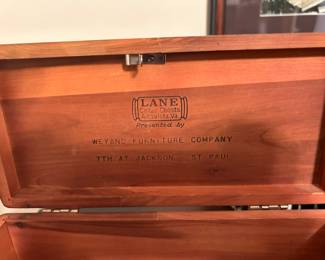 LANE
Cedar Chests
Altavista, Va.
Presented by
WEYAND FURNITURE COMPANY
7TH AT JACKSON, ST PAUL